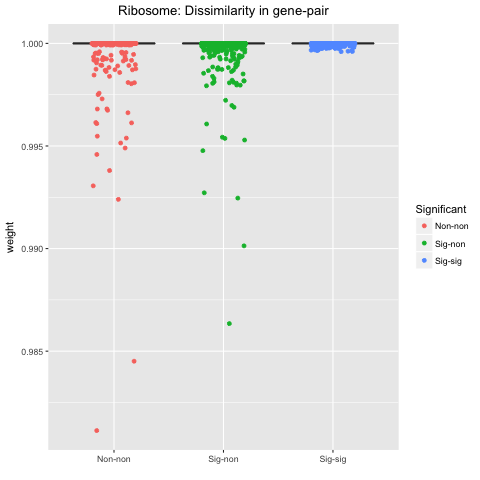 Ribosome: Dissimilarity in gene-pair
1.000
0.995
0.990
0.985
weight
Non-non
Sig-non
Sig-sig
Significant
Non-non
Sig-non
Sig-sig